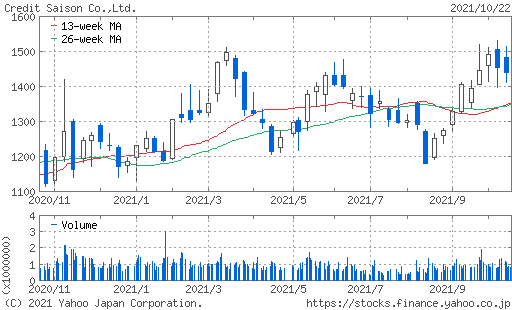 Credit Saison Co.,Ltd. 2021/10/22
1600
13-week MA
26-week MA
1500
1400
1300
1200
1100
2020/11 2021/1 2021/3 2021/5 2021/7 2021/9
4
Volume
3
2
1
0
(x1000000)
2020/11 2021/1 2021/3 2021/5 2021/7 2021/9
(C) 2021 Yahoo Japan Corporation. https://stocks.finance.yahoo.co.jp